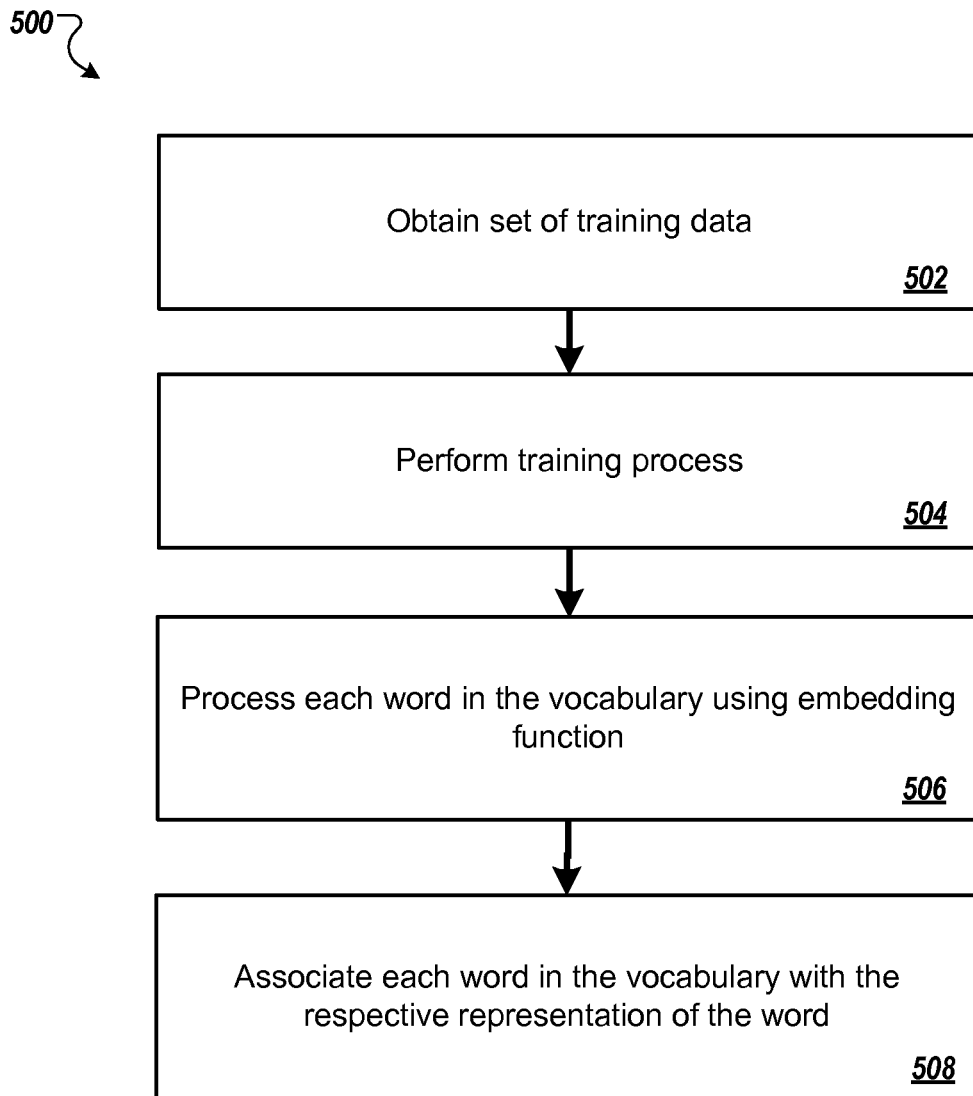 500
Obtain set of training data
502
Perform training process
504
Process each word in the vocabulary using embedding
function
506
Associate each word in the vocabulary with the
respective representation of the word
508